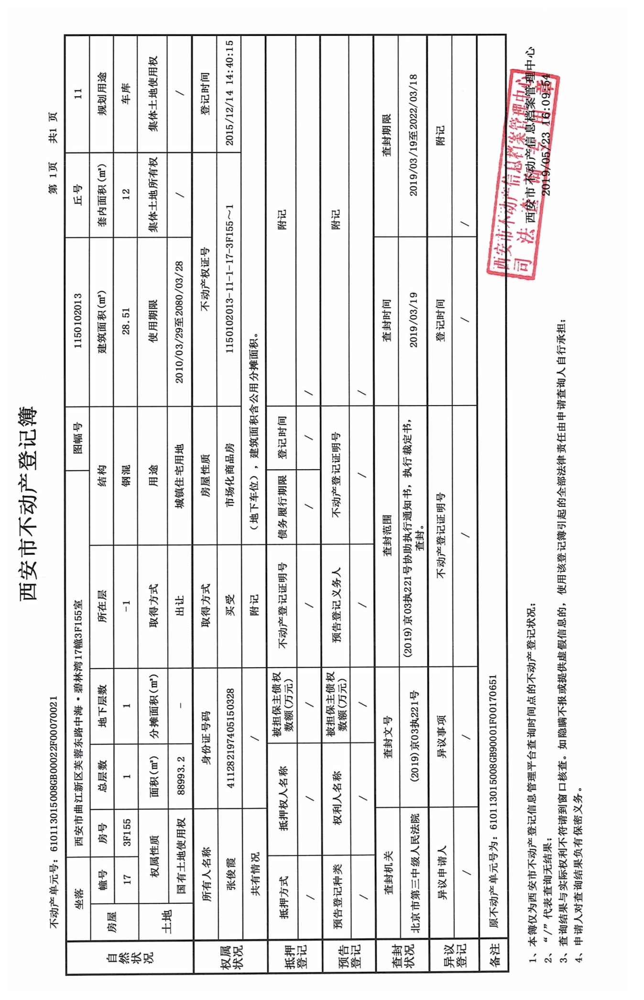 西安市不动产登记簿
不动产单元号: 610113015008GB00022F00070021 第 1页 共1 页
坐落 西安市曲江新区芙蓉东路中海·碧林湾17幢3F155室 图幅号 1150102013 丘号 11
自然状况
房屋
幢号 房号 总层数 地下层数 所在层 结构 建筑面积(㎡) 套内面积(㎡) 规划用途
17 3F155 1 1 -1 钢混 28.51 12 车库
土地
权属性质 面积(㎡) 分摊面积(㎡) 取得方式 用途 使用期限 集体土地所有权 集体土地使用权
国有土地使用权 88993.2 － 出让 城镇住宅用地 2010/03/29至2080/03/28 / /
权属状况
所有人名称 身份证号码 取得方式 房屋性质 不动产权证号 登记时间
张俊霞 411282197405150328 买受 市场化商品房 1150102013-11-1-17-3F155～1 2015/12/14 14:40:15
共有情况 / 附记 （地下车位），建筑面积含公用分摊面积。
抵押登记
抵押方式 抵押权人名称 被担保主债权数额(万元) 不动产登记证明号 债务履行期限 登记时间 附记
/ / / / / / /
预告登记
预告登记种类 权利人名称 被担保主债权数额(万元) 预告登记义务人 不动产登记证明号 附记
/ / / / / /
查封状况
查封机关 查封文号 查封范围 查封时间 查封期限
北京市第三中级人民法院 (2019)京03执221号 (2019)京03执221号协助执行通知书，执行裁定书，查封。 2019/03/19 2019/03/19至2022/03/18
异议登记
异议申请人 异议事项 不动产登记证明号 登记时间 附记
/ / / / /
备注 原不动产单元号为：610113015008GB90001F00170651
西安市不动产信息档案管理中心
司法查询专用章
西安市不动产信息档案管理中心
2019/05/23 16:09:54
1、本簿仅为西安市不动产登记信息管理平台查询时间点的不动产登记状况；
2、“/”代表查询无结果；
3、查询结果与实际权利不符请到窗口核查。如隐瞒不报或提供虚假信息的，使用该登记簿引起的全部法律责任由申请查询人自行承担；
4、申请人对查询结果负有保密义务。